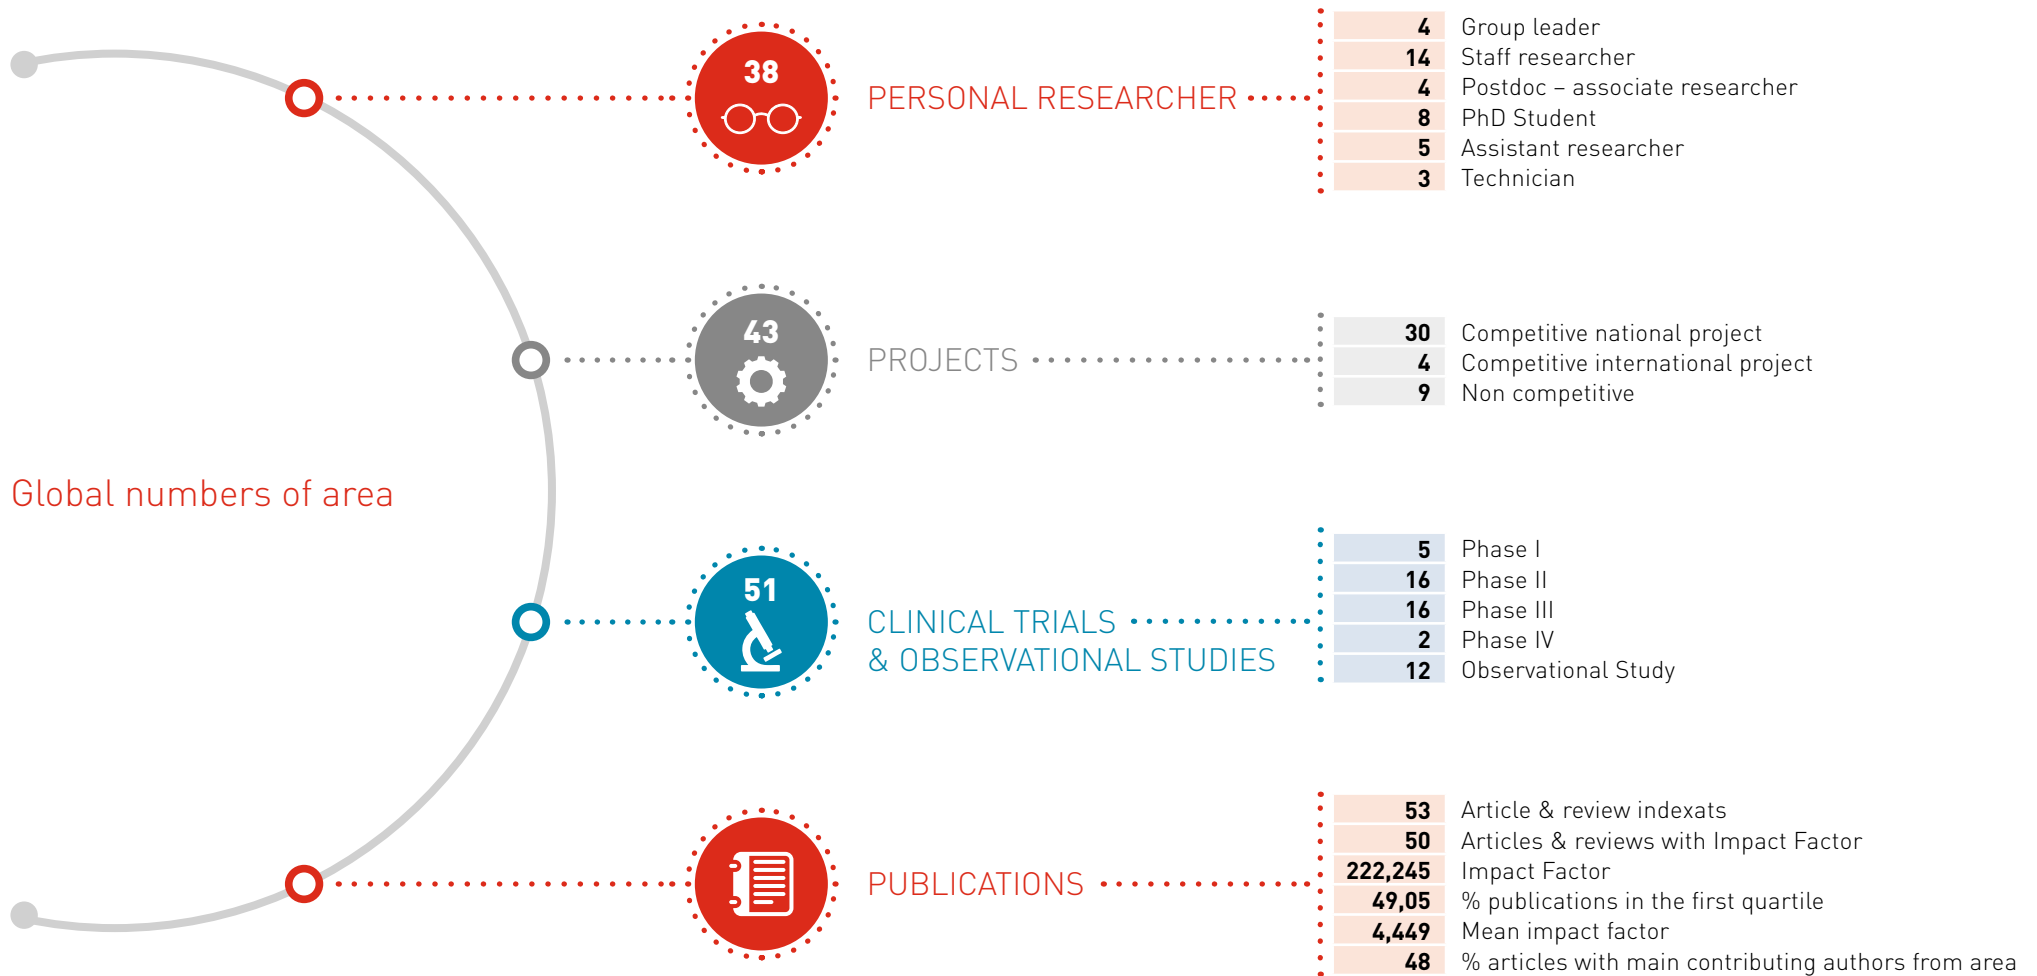 Global numbers of area
38
PERSONAL RESEARCHER
4 Group leader
14 Staff researcher
4 Postdoc – associate researcher
8 PhD Student
5 Assistant researcher
3 Technician
43
PROJECTS
30 Competitive national project
4 Competitive international project
9 Non competitive
51
CLINICAL TRIALS
& OBSERVATIONAL STUDIES
5 Phase I
16 Phase II
16 Phase III
2 Phase IV
12 Observational Study
PUBLICATIONS
53 Article & review indexats
50 Articles & reviews with Impact Factor
222,245 Impact Factor
49,05 % publications in the first quartile
4,449 Mean impact factor
48 % articles with main contributing authors from area